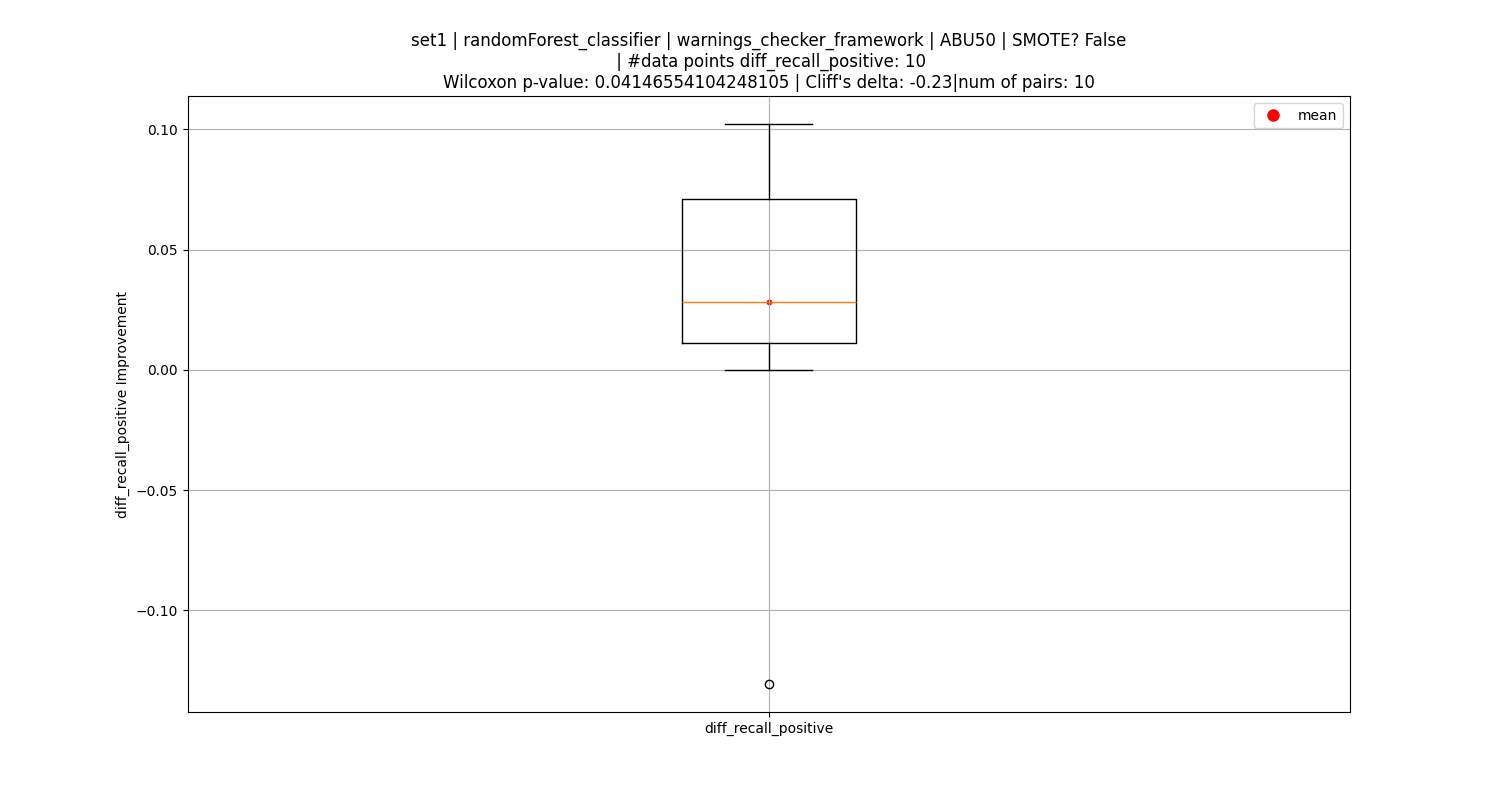 set1 | randomForest_classifier | warnings_checker_framework | ABU50 | SMOTE? False
| #data points diff_recall_positive: 10
Wilcoxon p-value: 0.04146554104248105 | Cliff's delta: -0.23|num of pairs: 10
mean
0.10
0.05
0.00
−0.05
−0.10
diff_recall_positive Improvement
diff_recall_positive